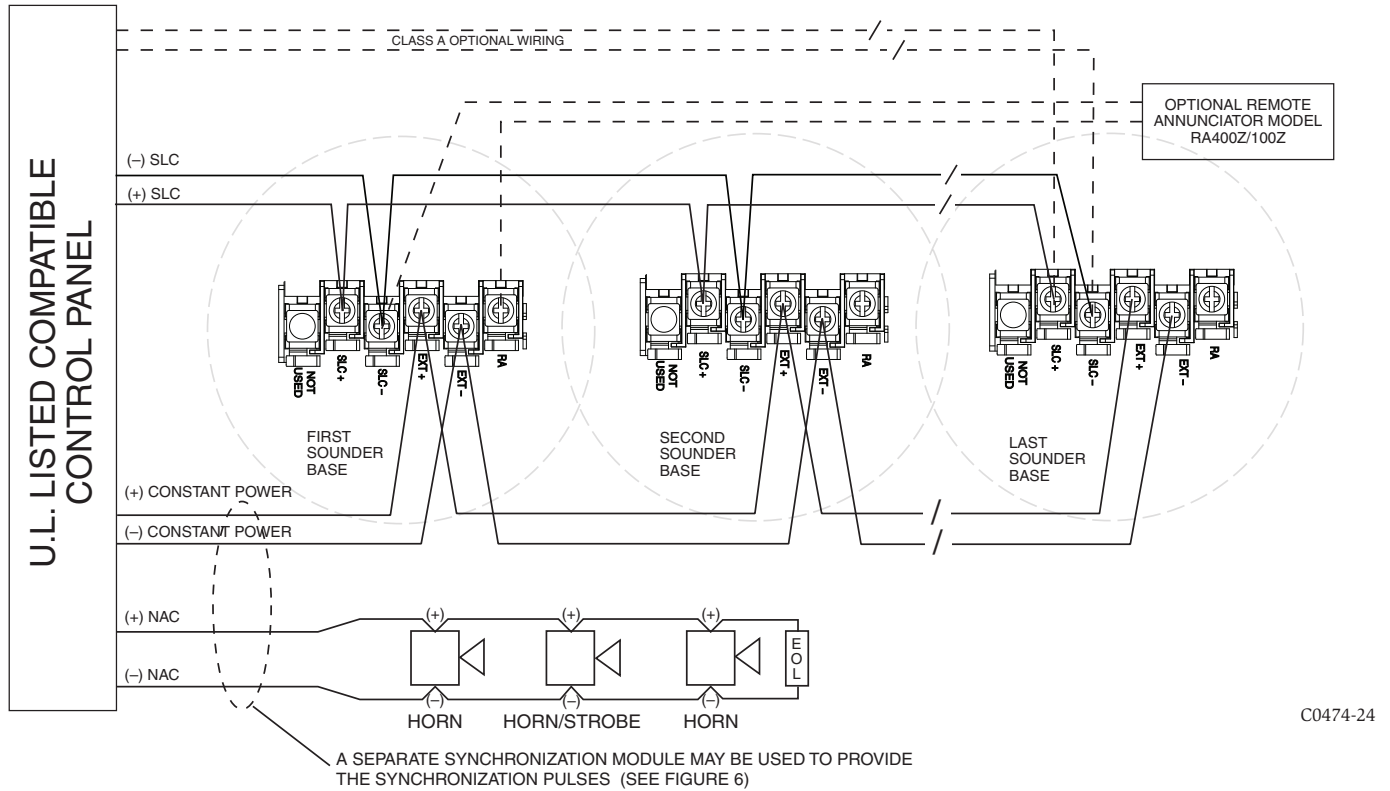 U.L. LISTED COMPATIBLE
CONTROL PANEL
CLASS A OPTIONAL WIRING
OPTIONAL REMOTE
ANNUNCIATOR MODEL
RA400Z/100Z
(–) SLC
(+) SLC
NOT
USED
SLC +
SLC –
EXT +
EXT –
RA
NOT
USED
SLC +
SLC –
EXT +
EXT –
RA
NOT
USED
SLC +
SLC –
EXT +
EXT –
RA
FIRST
SOUNDER
BASE
SECOND
SOUNDER
BASE
LAST
SOUNDER
BASE
(+) CONSTANT POWER
(–) CONSTANT POWER
(+) NAC
(+)
(+)
(+)
EOL
(–) NAC
(–)
(–)
(–)
HORN
HORN/STROBE
HORN
C0474-24
A SEPARATE SYNCHRONIZATION MODULE MAY BE USED TO PROVIDE
THE SYNCHRONIZATION PULSES (SEE FIGURE 6)